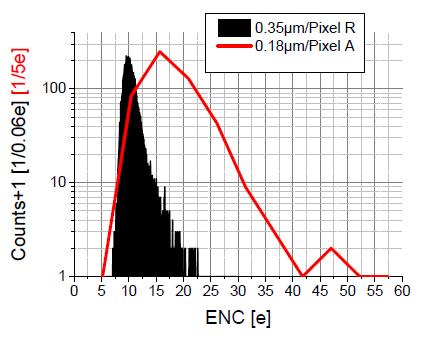 0.35μm/Pixel R
0.18μm/Pixel A
Counts+1 [1/0.06e] [1/5e]
100
10
1
0 5 10 15 20 25 30 35 40 45 50 55 60
ENC [e]